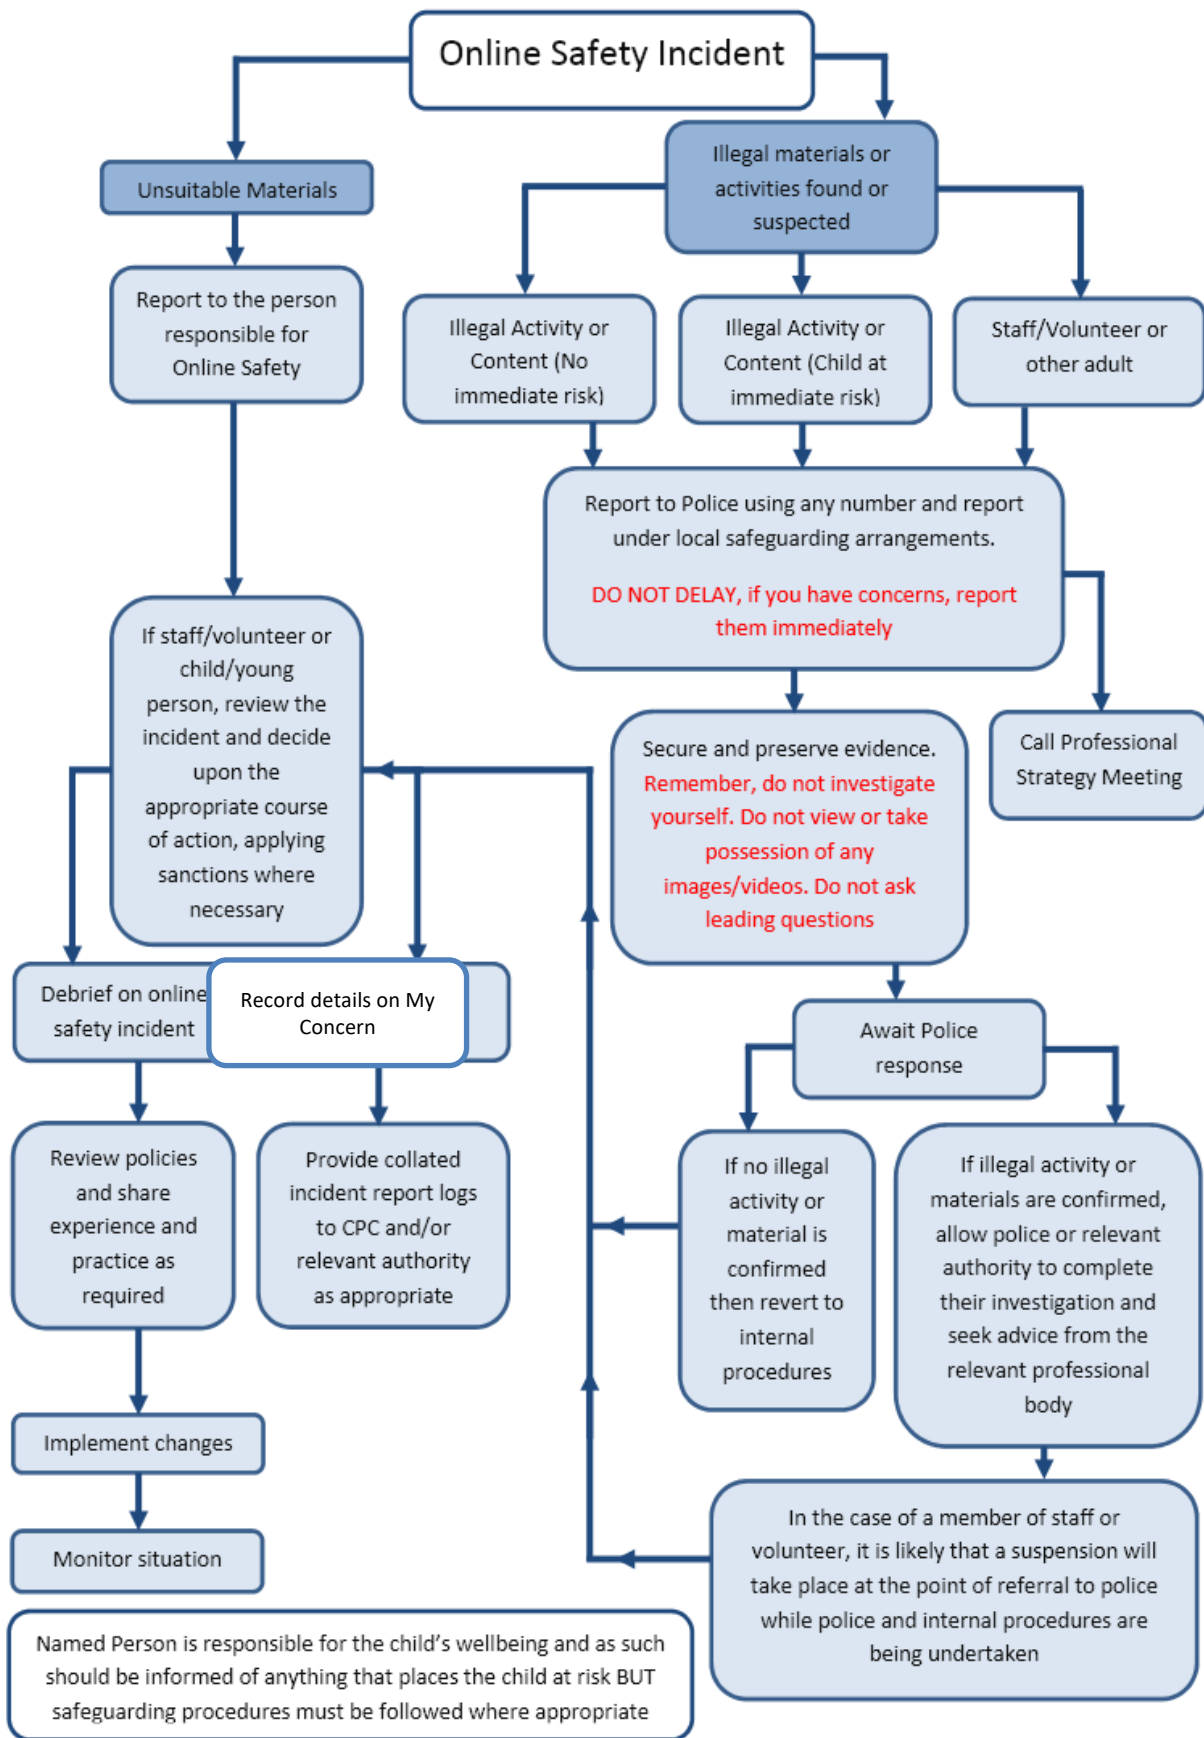 Online Safety Incident
Unsuitable Materials
Illegal materials or
activities found or
suspected
Report to the person
responsible for
Online Safety
Illegal Activity or
Content (No
immediate risk)
Illegal Activity or
Content (Child at
immediate risk)
Staff/Volunteer or
other adult
Report to Police using any number and report
under local safeguarding arrangements.
DO NOT DELAY, if you have concerns, report
them immediately
If staff/volunteer or
child/young
person, review the
incident and decide
upon the
appropriate course
of action, applying
sanctions where
necessary
Secure and preserve evidence.
Remember, do not investigate
yourself. Do not view or take
possession of any
images/videos. Do not ask
leading questions
Call Professional
Strategy Meeting
Debrief on online
safety incident
Record details on My
Concern
Await Police
response
Review policies
and share
experience and
practice as
required
Provide collated
incident report logs
to CPC and/or
relevant authority
as appropriate
If no illegal
activity or
material is
confirmed
then revert to
internal
procedures
If illegal activity or
materials are confirmed,
allow police or relevant
authority to complete
their investigation and
seek advice from the
relevant professional
body
Implement changes
Monitor situation
In the case of a member of staff or
volunteer, it is likely that a suspension will
take place at the point of referral to police
while police and internal procedures are
being undertaken
Named Person is responsible for the child’s wellbeing and as such
should be informed of anything that places the child at risk BUT
safeguarding procedures must be followed where appropriate